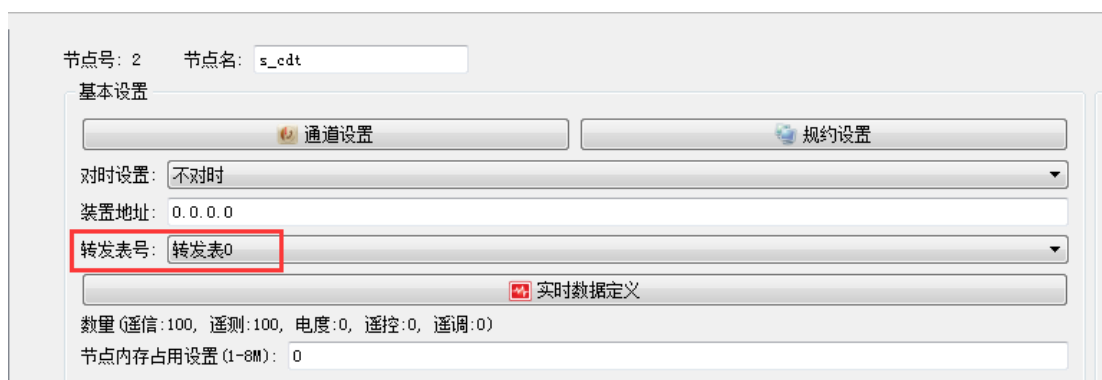 节点号: 2 节点名: s_cdt
基本设置
通道设置 规约设置
对时设置: 不对时
装置地址: 0.0.0.0
转发表号: 转发表0
实时数据定义
数量(遥信:100, 遥测:100, 电度:0, 遥控:0, 遥调:0)
节点内存占用设置(1-8M): 0